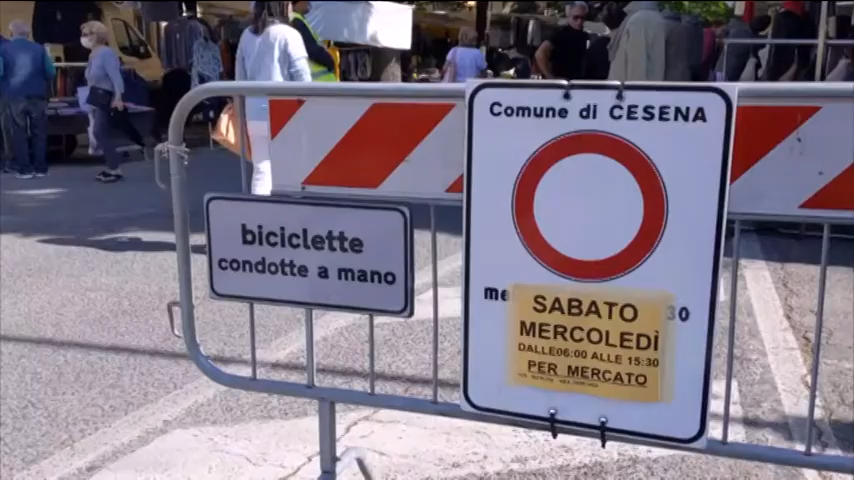 Comune di CESENA
biciclette
condotte a mano
me
30
SABATO
MERCOLEDÌ
DALLE 06:00 ALLE 15:30
PER MERCATO